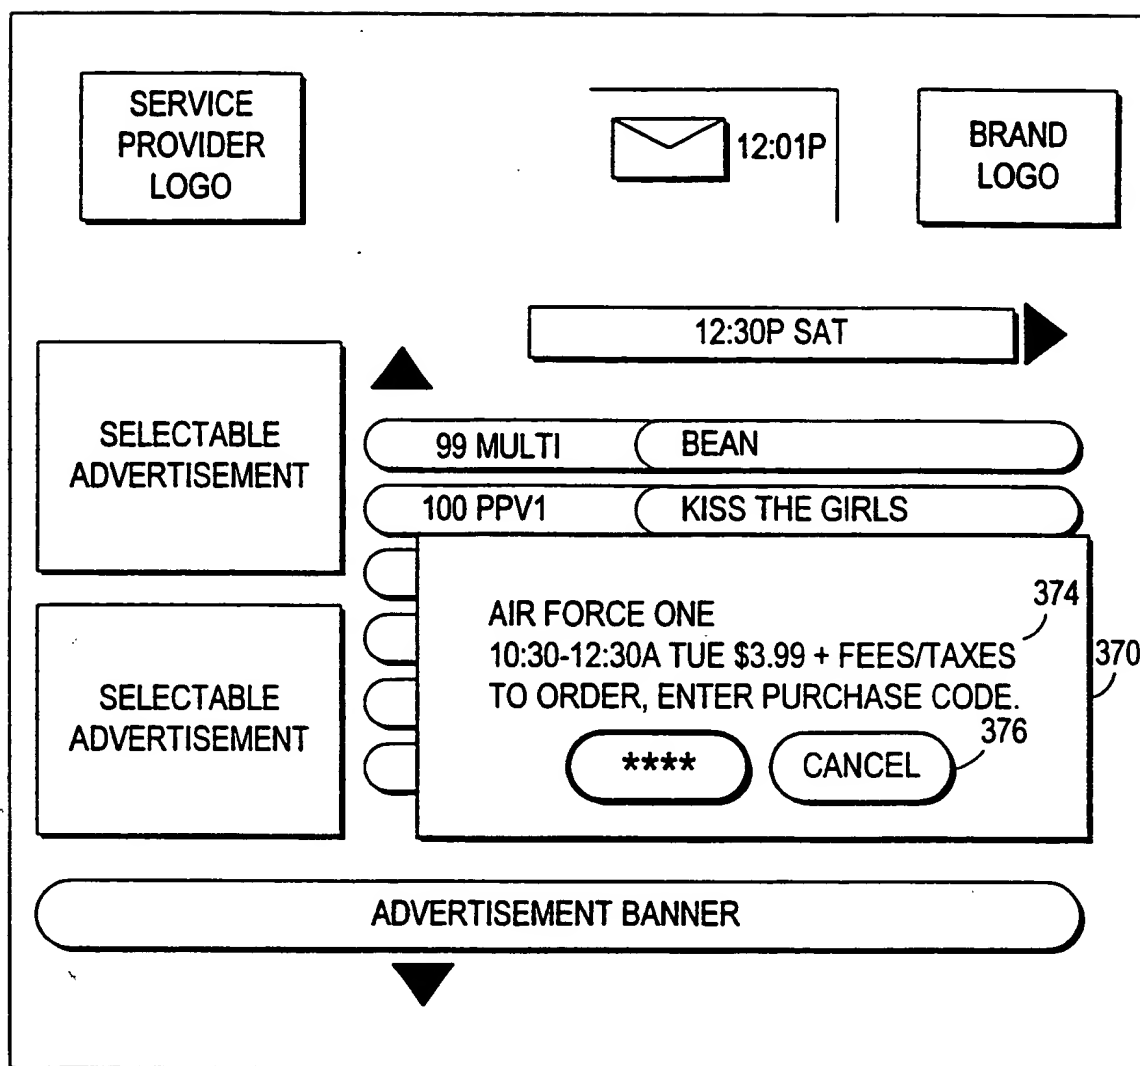 SERVICE
PROVIDER
LOGO
12:01P
BRAND
LOGO
12:30P SAT
SELECTABLE
ADVERTISEMENT
99 MULTI BEAN
100 PPV1 KISS THE GIRLS
SELECTABLE
ADVERTISEMENT
AIR FORCE ONE
374
10:30-12:30A TUE $3.99 + FEES/TAXES
370
TO ORDER, ENTER PURCHASE CODE.
376
**** CANCEL
ADVERTISEMENT BANNER